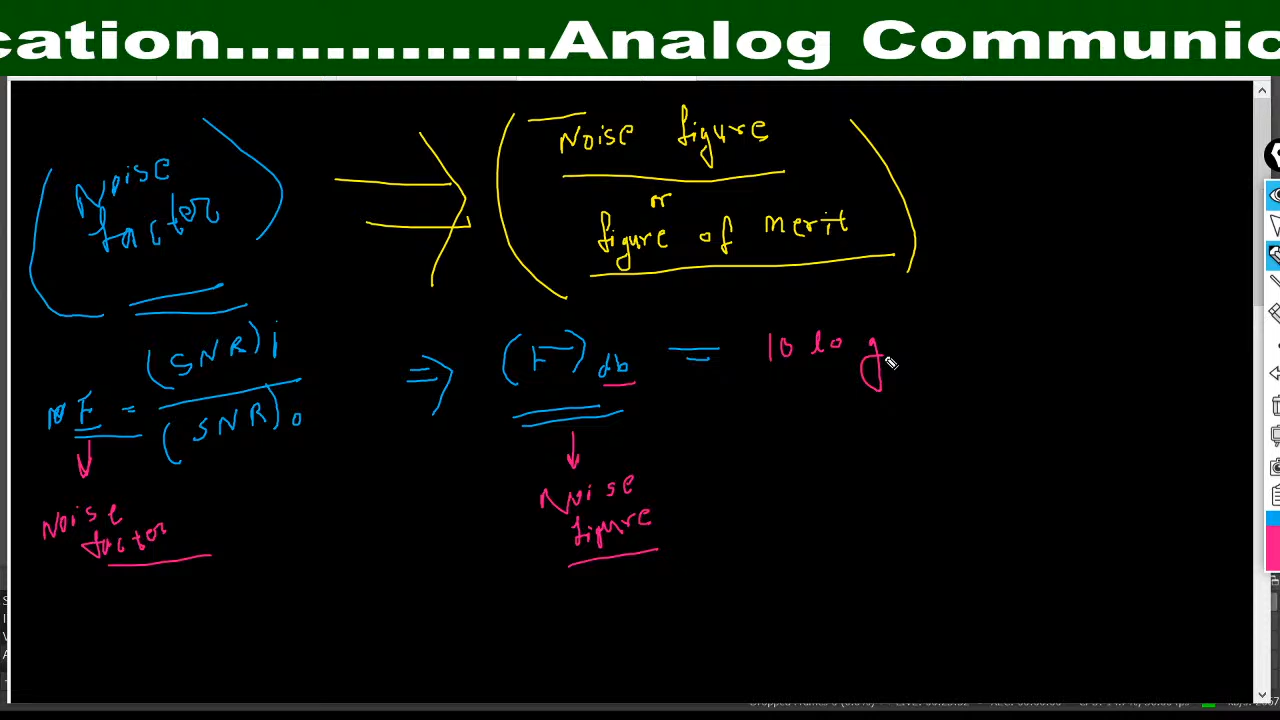 cation.............Analog Communic
Noise
factor
Noise figure
or
figure of merit
F = (SNR)i
(SNR)o
(F)db = 10 log
Noise
factor
Noise
figure